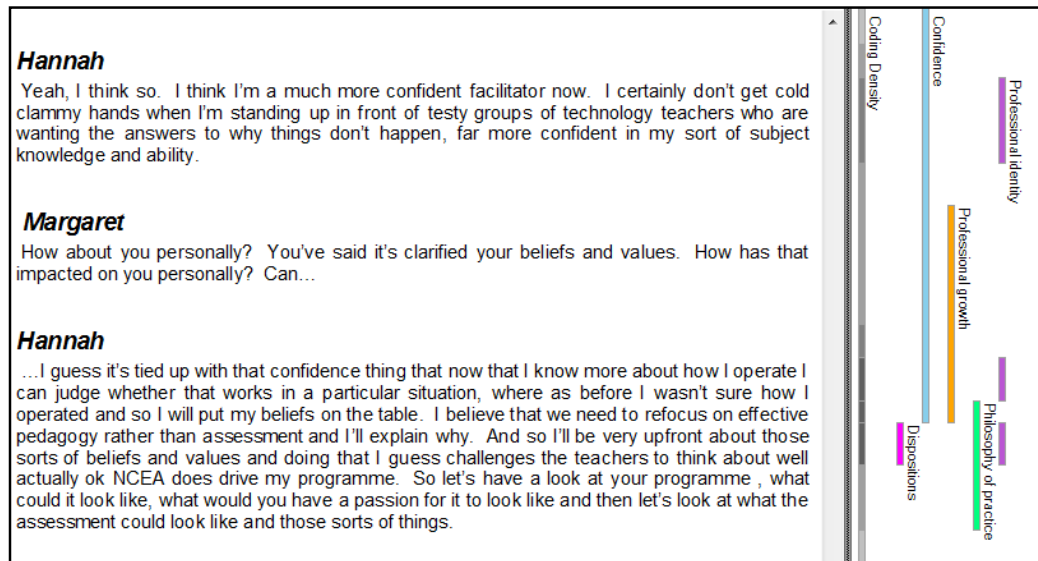 Hannah
Yeah, I think so. I think I'm a much more confident facilitator now. I certainly don't get cold
clammy hands when I'm standing up in front of testy groups of technology teachers who are
wanting the answers to why things don't happen, far more confident in my sort of subject
knowledge and ability.
Margaret
How about you personally? You've said it's clarified your beliefs and values. How has that
impacted on you personally? Can…
Hannah
…I guess it's tied up with that confidence thing that now that I know more about how I operate I
can judge whether that works in a particular situation, where as before I wasn't sure how I
operated and so I will put my beliefs on the table. I believe that we need to refocus on effective
pedagogy rather than assessment and I'll explain why. And so I'll be very upfront about those
sorts of beliefs and values and doing that I guess challenges the teachers to think about well
actually ok NCEA does drive my programme. So let's have a look at your programme , what
could it look like, what would you have a passion for it to look like and then let's look at what the
assessment could look like and those sorts of things.
Coding Density
Confidence
Professional identity
Professional growth
Philosophy of practice
Dispositions